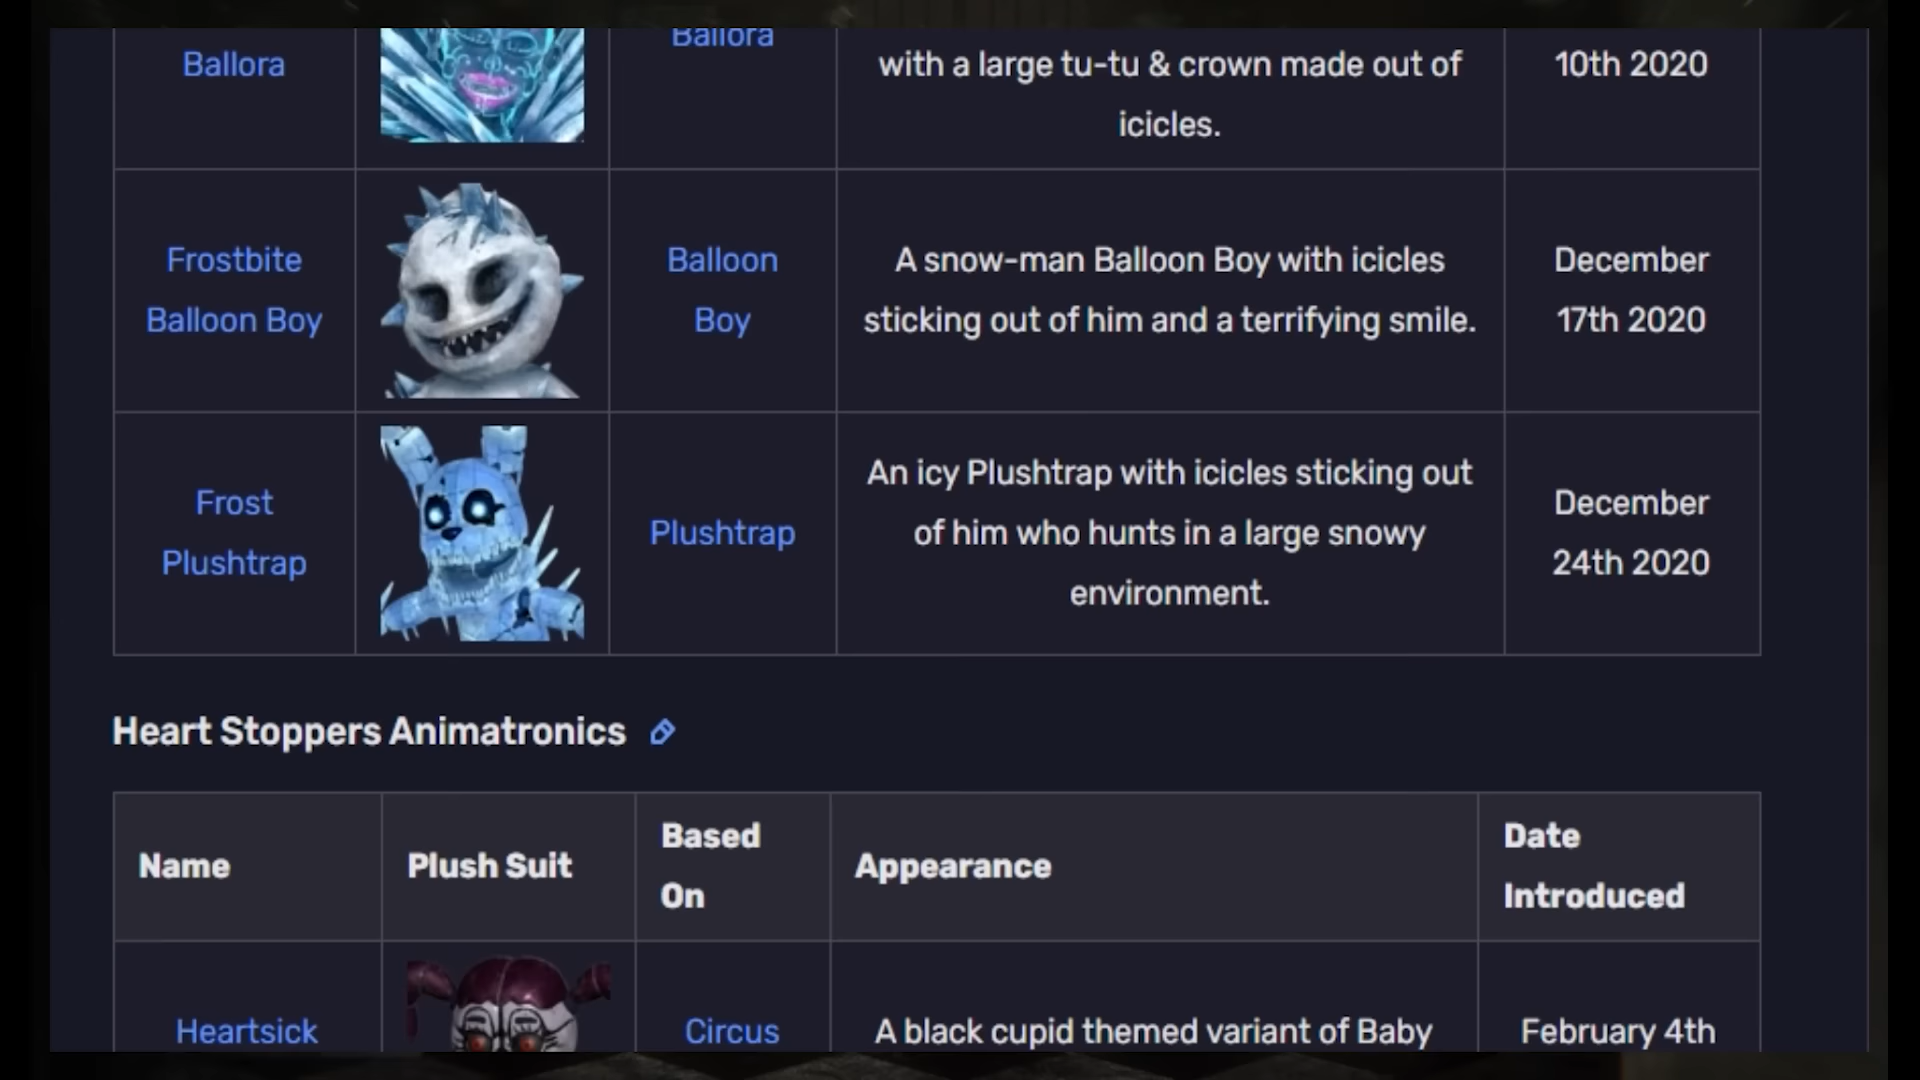 Ballora
Ballora
with a large tu-tu & crown made out of
icicles.
10th 2020
Frostbite
Balloon Boy
Balloon
Boy
A snow-man Balloon Boy with icicles
sticking out of him and a terrifying smile.
December
17th 2020
Frost
Plushtrap
Plushtrap
An icy Plushtrap with icicles sticking out
of him who hunts in a large snowy
environment.
December
24th 2020
Heart Stoppers Animatronics
Name
Plush Suit
Based
On
Appearance
Date
Introduced
Heartsick
Circus
A black cupid themed variant of Baby
February 4th